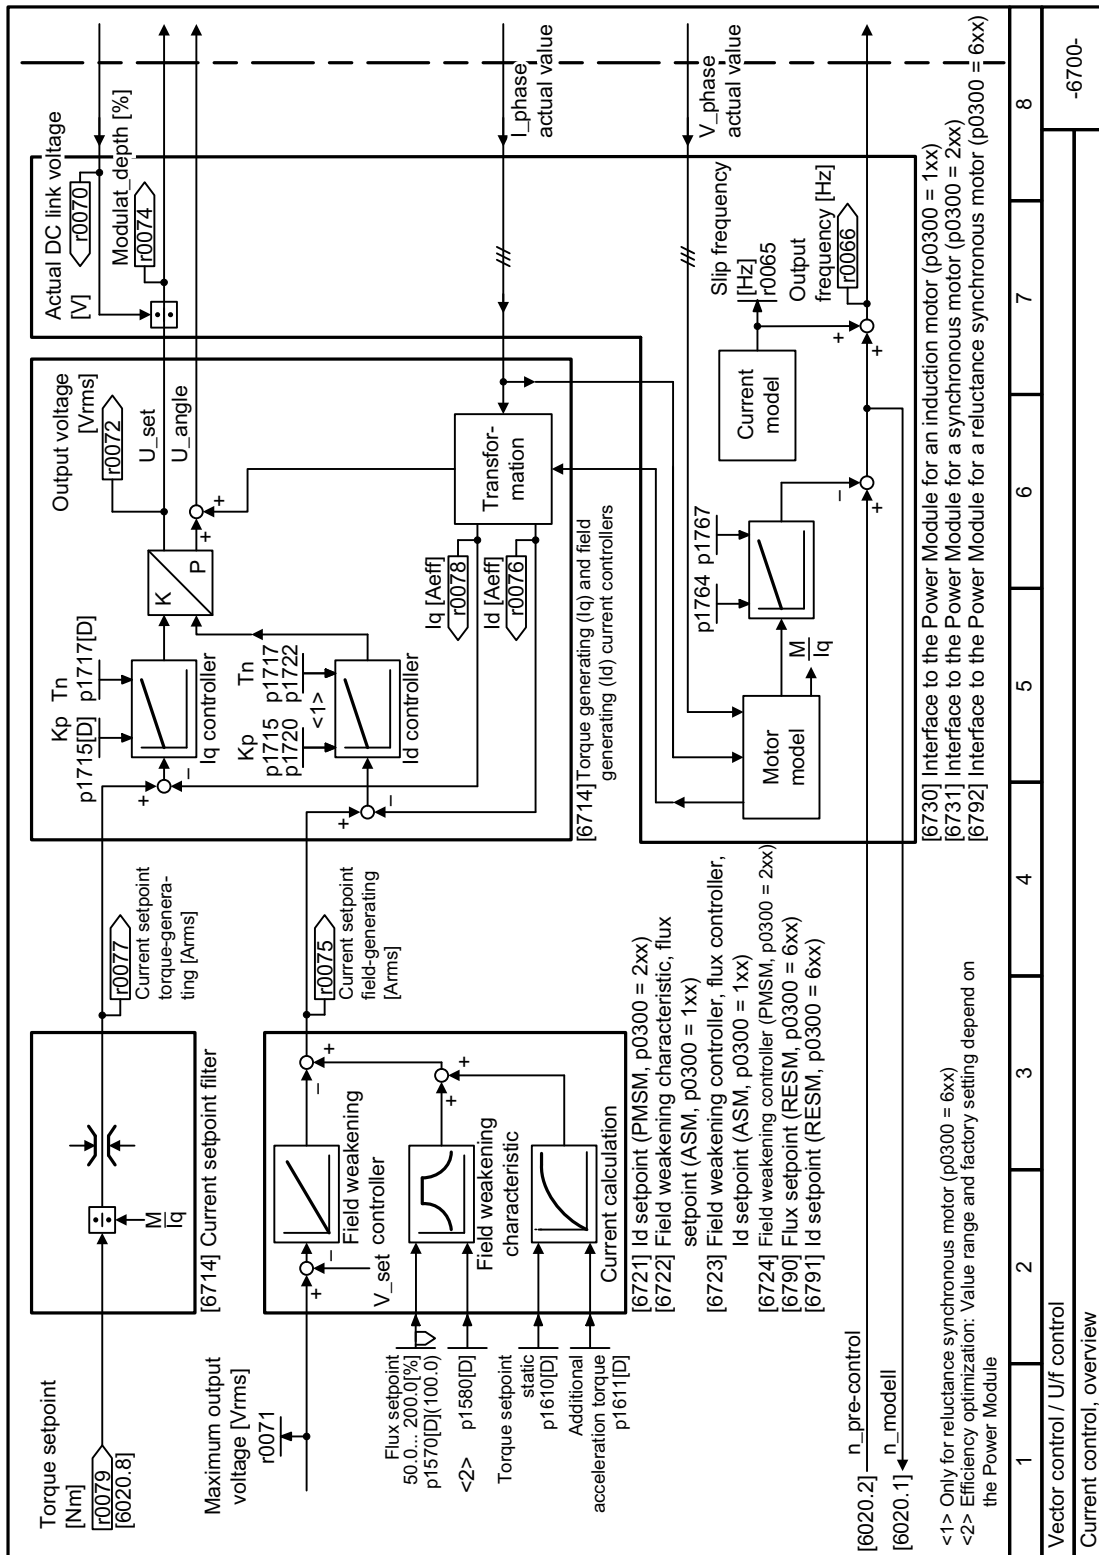 Torque setpoint
[Nm]
r0079
[6020.8]
M
Iq
[6714] Current setpoint filter
r0077
Current setpoint
torque-genera-
ting [Arms]
Kp
p1715[D]
Tn
p1717[D]
Iq controller
+
–
K
P
Output voltage
[Vrms]
r0072
U_set
U_angle
+
+
Actual DC link voltage
[V]
r0070
Modulat_depth [%]
r0074
Maximum output
voltage [Vrms]
r0071
+
–
V_set
Field weakening
controller
–
+
r0075
Current setpoint
field-generating
[Arms]
+
–
Kp
p1715
p1720
<1>
Tn
p1717
p1722
Id controller
Iq [Aeff]
r0078
Id [Aeff]
r0076
Transfor-
mation
I_phase
actual value
Flux setpoint
50.0... 200.0[%]
p1570[D](100.0)
<2>
p1580[D]
Field weakening
characteristic
+
+
Torque setpoint
static
p1610[D]
Additional
acceleration torque
p1611[D]
Current calculation
[6714] Torque generating (Iq) and field
generating (Id) current controllers
[6721] Id setpoint (PMSM, p0300 = 2xx)
[6722] Field weakening characteristic, flux
setpoint (ASM, p0300 = 1xx)
[6723] Field weakening controller, flux controller,
Id setpoint (ASM, p0300 = 1xx)
[6724] Field weakening controller (PMSM, p0300 = 2xx)
[6790] Flux setpoint (RESM, p0300 = 6xx)
[6791] Id setpoint (RESM, p0300 = 6xx)
V_phase
actual value
Motor
model
M
Iq
p1764
p1767
–
+
Current
model
Slip frequency
[Hz]
r0065
Output
frequency [Hz]
r0066
+
+
[6020.2]
n_pre-control
[6020.1]
n_modell
[6730] Interface to the Power Module for an induction motor (p0300 = 1xx)
[6731] Interface to the Power Module for a synchronous motor (p0300 = 2xx)
[6792] Interface to the Power Module for a reluctance synchronous motor (p0300 = 6xx)
<1> Only for reluctance synchronous motor (p0300 = 6xx)
<2> Efficiency optimization: Value range and factory setting depend on
the Power Module
1
2
3
4
5
6
7
8
Vector control / U/f control
Current control, overview
-6700-